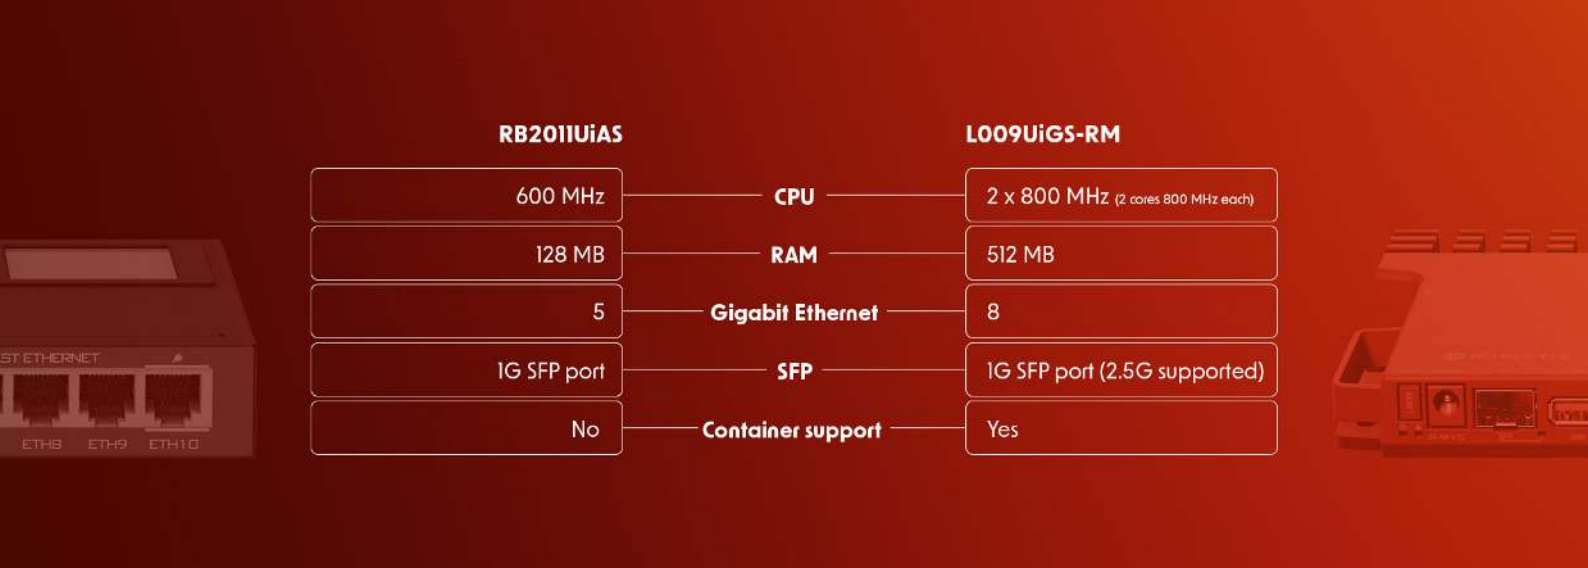 RB2011UiAS
L009UiGS-RM
600 MHz CPU 2 x 800 MHz (2 cores 800 MHz each)
128 MB RAM 512 MB
5 Gigabit Ethernet 8
1G SFP port SFP 1G SFP port (2.5G supported)
No Container support Yes
ST ETHERNET
ETH8 ETH9 ETH10